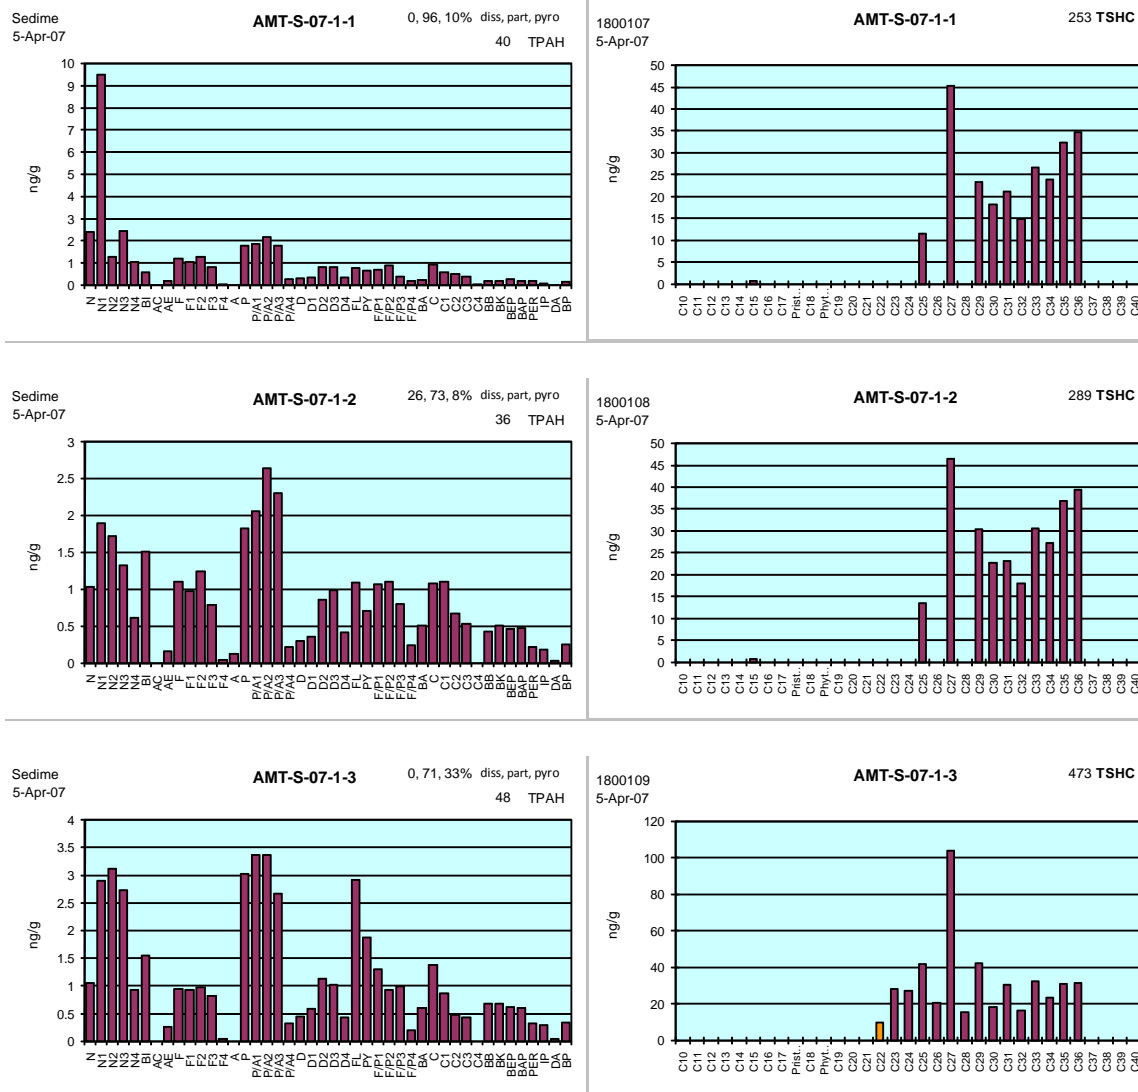 Sedime
5-Apr-07
AMT-S-07-1-1
0, 96, 10% diss, part, pyro
40 TPAH
10
9
8
7
6
5
4
3
2
1
0
ng/g
N N1 N2 N3 N4 BI AC AE F F1 F2 F3 F4 A P P/A1 P/A2 P/A3 P/A4 D D1 D2 D3 D4 FL PY F/P1 F/P2 F/P3 F/P4 BA C C1 C2 C3 C4 BB BK BEP BAP PER IP DA BP
1800107
5-Apr-07
AMT-S-07-1-1
253 TSHC
50
45
40
35
30
25
20
15
10
5
0
ng/g
C10 C11 C12 C13 C14 C15 C16 C17 Prist.. C18 Phyt.. C19 C20 C21 C22 C23 C24 C25 C26 C27 C28 C29 C30 C31 C32 C33 C34 C35 C36 C37 C38 C39 C40
Sedime
5-Apr-07
AMT-S-07-1-2
26, 73, 8% diss, part, pyro
36 TPAH
3
2.5
2
1.5
1
0.5
0
ng/g
N N1 N2 N3 N4 BI AC AE F F1 F2 F3 F4 A P P/A1 P/A2 P/A3 P/A4 D D1 D2 D3 D4 FL PY F/P1 F/P2 F/P3 F/P4 BA C C1 C2 C3 C4 BB BK BEP BAP PER IP DA BP
1800108
5-Apr-07
AMT-S-07-1-2
289 TSHC
50
45
40
35
30
25
20
15
10
5
0
ng/g
C10 C11 C12 C13 C14 C15 C16 C17 Prist.. C18 Phyt.. C19 C20 C21 C22 C23 C24 C25 C26 C27 C28 C29 C30 C31 C32 C33 C34 C35 C36 C37 C38 C39 C40
Sedime
5-Apr-07
AMT-S-07-1-3
0, 71, 33% diss, part, pyro
48 TPAH
4
3.5
3
2.5
2
1.5
1
0.5
0
ng/g
N N1 N2 N3 N4 BI AC AE F F1 F2 F3 F4 A P P/A1 P/A2 P/A3 P/A4 D D1 D2 D3 D4 FL PY F/P1 F/P2 F/P3 F/P4 BA C C1 C2 C3 C4 BB BK BEP BAP PER IP DA BP
1800109
5-Apr-07
AMT-S-07-1-3
473 TSHC
120
100
80
60
40
20
0
ng/g
C10 C11 C12 C13 C14 C15 C16 C17 Prist.. C18 Phyt.. C19 C20 C21 C22 C23 C24 C25 C26 C27 C28 C29 C30 C31 C32 C33 C34 C35 C36 C37 C38 C39 C40